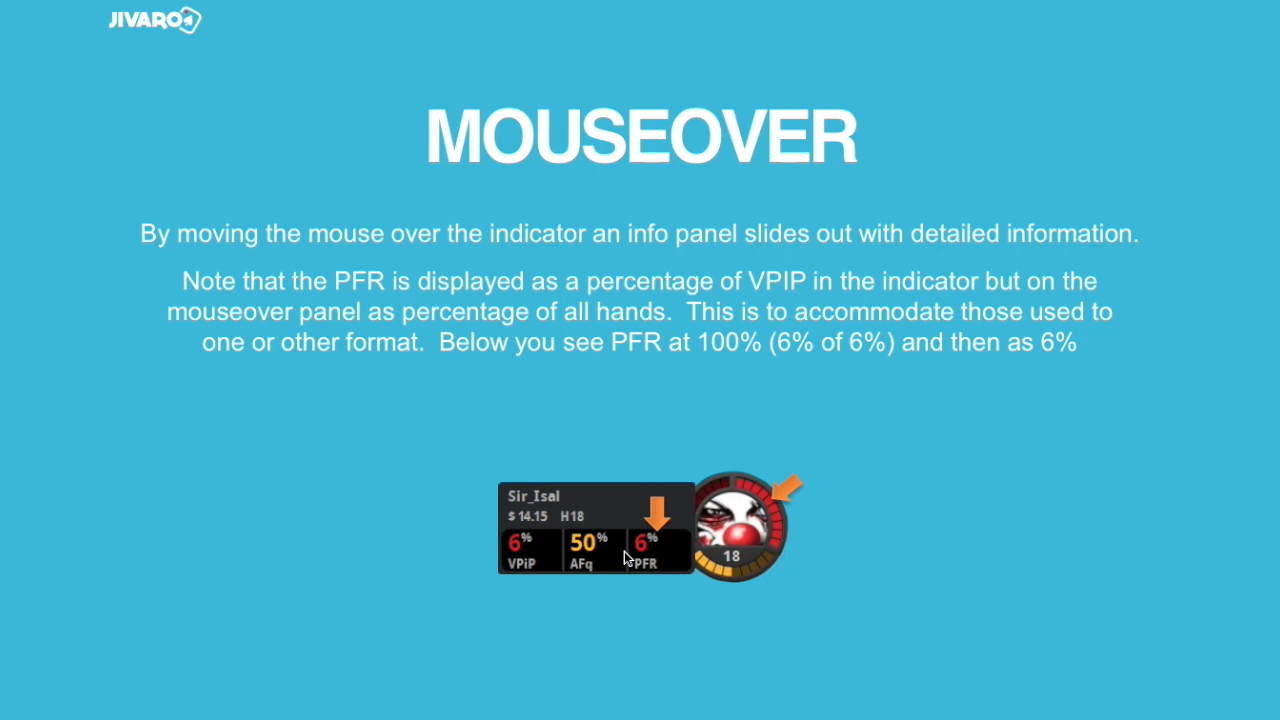 JIVARO
MOUSEOVER
By moving the mouse over the indicator an info panel slides out with detailed information.
Note that the PFR is displayed as a percentage of VPIP in the indicator but on the
mouseover panel as percentage of all hands.  This is to accommodate those used to
one or other format.  Below you see PFR at 100% (6% of 6%) and then as 6%
Sir_Isal
$ 14.15 H18
6% 50% 6%
VPiP AFq PFR
18